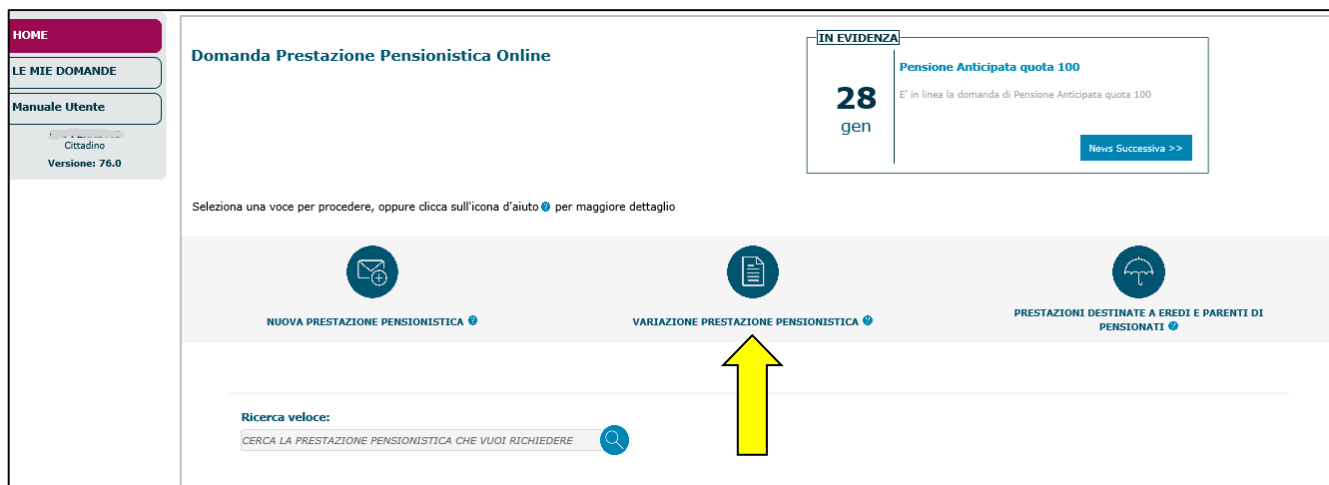 HOME
LE MIE DOMANDE
Manuale Utente
Cittadino
Versione: 76.0
Domanda Prestazione Pensionistica Online
IN EVIDENZA
28
gen
Pensione Anticipata quota 100
E' in linea la domanda di Pensione Anticipata quota 100
News Successiva >>
Seleziona una voce per procedere, oppure clicca sull'icona d'aiuto ? per maggiore dettaglio
NUOVA PRESTAZIONE PENSIONISTICA ?
VARIAZIONE PRESTAZIONE PENSIONISTICA ?
PRESTAZIONI DESTINATE A EREDI E PARENTI DI
PENSIONATI ?
Ricerca veloce:
CERCA LA PRESTAZIONE PENSIONISTICA CHE VUOI RICHIEDERE